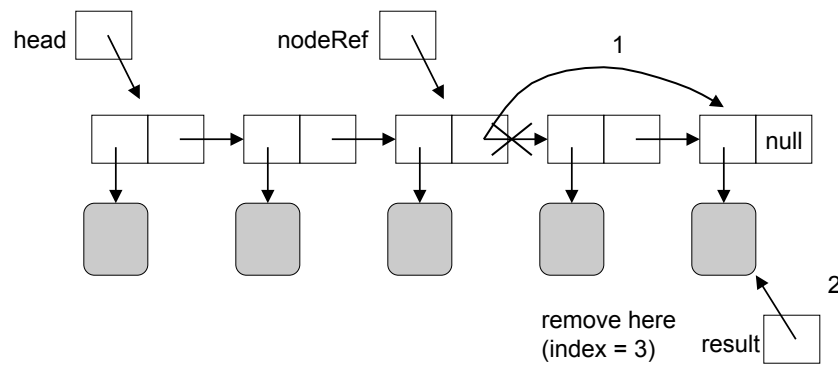 head
nodeRef
1
null
2
remove here
(index = 3)
result